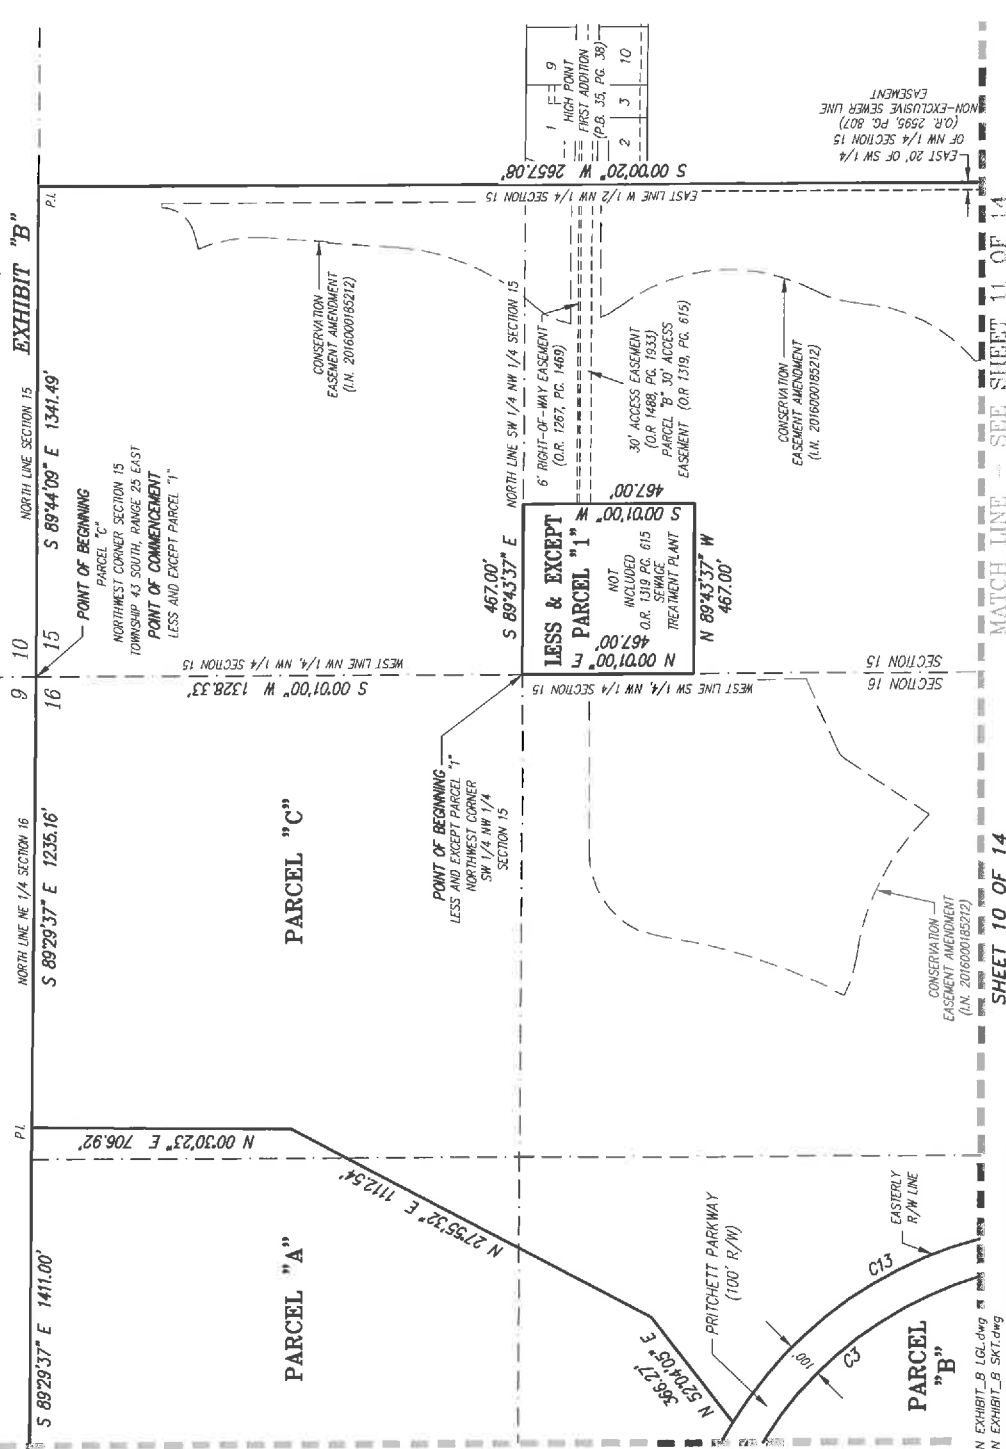 EXHIBIT "B"
S 89°29'37" E 1411.00'
P.I.
NORTH LINE NE 1/4 SECTION 16
S 89°29'37" E 1235.16'
9 10
16 15
NORTH LINE SECTION 15
S 89°44'09" E 1341.49'
P.I.
POINT OF BEGINNING
PARCEL "C"
NORTHWEST CORNER SECTION 15
TOWNSHIP 43 SOUTH, RANGE 25 EAST
POINT OF COMMENCEMENT
LESS AND EXCEPT PARCEL "1"
WEST LINE NW 1/4, NW 1/4 SECTION 15
S 00°01'00" W 1328.33'
N 00°30'23" E 706.92'
PARCEL "A"
PARCEL "C"
CONSERVATION
EASEMENT AMENDMENT
(I.N. 2016000185212)
N 27°55'32" E 1112.54'
POINT OF BEGINNING
LESS AND EXCEPT PARCEL "1"
NORTHWEST CORNER
SW 1/4 NW 1/4
SECTION 15
467.00'
S 89°43'37" E
NORTH LINE SW 1/4 NW 1/4 SECTION 15
EAST LINE W 1/2 NW 1/4 SECTION 15
S 00°00'20" W 2657.08'
1 9
HIGH POINT
FIRST ADDITION
(P.B. 35, PG. 38)
2 3 10
6' RIGHT-OF-WAY EASEMENT
(O.R. 1267, PG. 1469)
LESS & EXCEPT
PARCEL "1"
NOT
INCLUDED
O.R. 1319 PG. 615
SEWAGE
TREATMENT PLANT
N 00°01'00" E
467.00
S 00°01'00" W
467.00'
N 89°43'37" W
467.00'
WEST LINE SW 1/4, NW 1/4 SECTION 15
30' ACCESS EASEMENT
(O.R 1488, PG. 1933)
PARCEL "B" 30' ACCESS
EASEMENT (O.R 1319, PG. 615)
CONSERVATION
EASEMENT AMENDMENT
(I.N. 2016000185212)
EAST 20' OF SW 1/4
OF NW 1/4 SECTION 15
(O.R. 2595, PG. 807)
NON-EXCLUSIVE SEWER LINE
EASEMENT
366.27'
N 52°04'05" E
PRITCHETT PARKWAY
(100' R/W)
100'
C3
C13
EASTERLY
R/W LINE
PARCEL
"B"
CONSERVATION
EASEMENT AMENDMENT
(I.N. 2016000185212)
SECTION 15
SECTION 16
MATCH LINE - SEE SHEET 11 OF 14
SHEET 10 OF 14
N EXHIBIT_B LGL.dwg
N EXHIBIT_B SKT.dwg